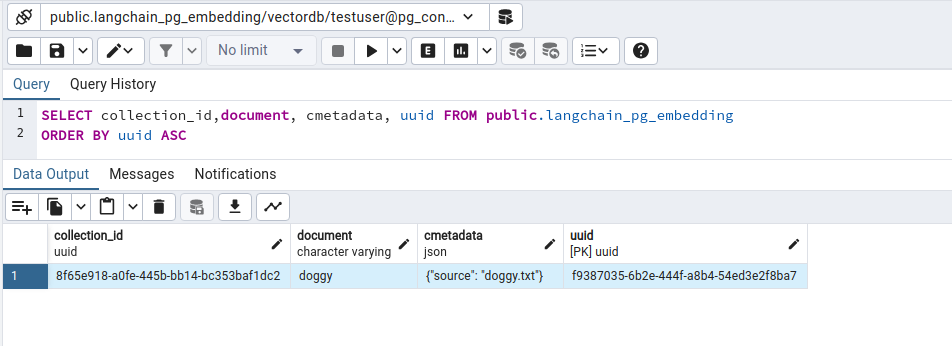 public.langchain_pg_embedding/vectordb/testuser@pg_con...
No limit
E
Query Query History
1 SELECT collection_id,document, cmetadata, uuid FROM public.langchain_pg_embedding
2 ORDER BY uuid ASC
Data Output Messages Notifications
collection_id document cmetadata uuid
uuid character varying json [PK] uuid
1 8f65e918-a0fe-445b-bb14-bc353baf1dc2 doggy {"source": "doggy.txt"} f9387035-6b2e-444f-a8b4-54ed3e2f8ba7